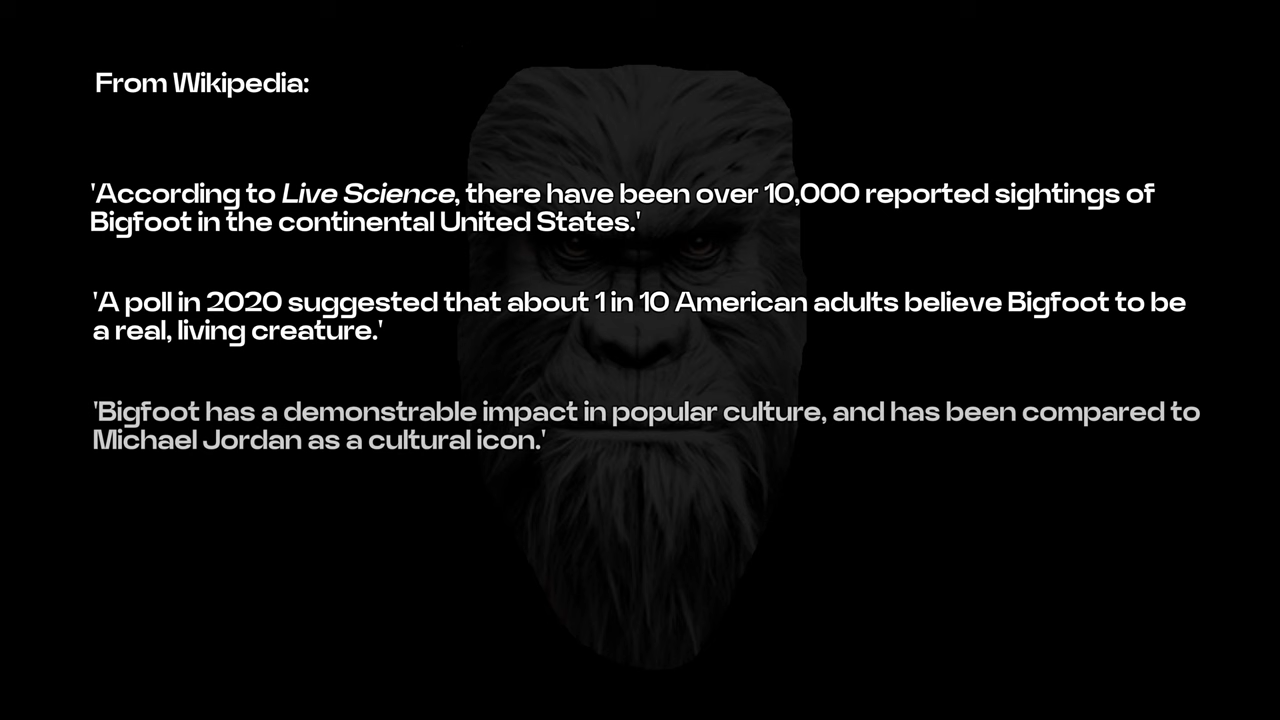 From Wikipedia:
'According to Live Science, there have been over 10,000 reported sightings of
Bigfoot in the continental United States.'
'A poll in 2020 suggested that about 1 in 10 American adults believe Bigfoot to be
a real, living creature.'
'Bigfoot has a demonstrable impact in popular culture, and has been compared to
Michael Jordan as a cultural icon.'